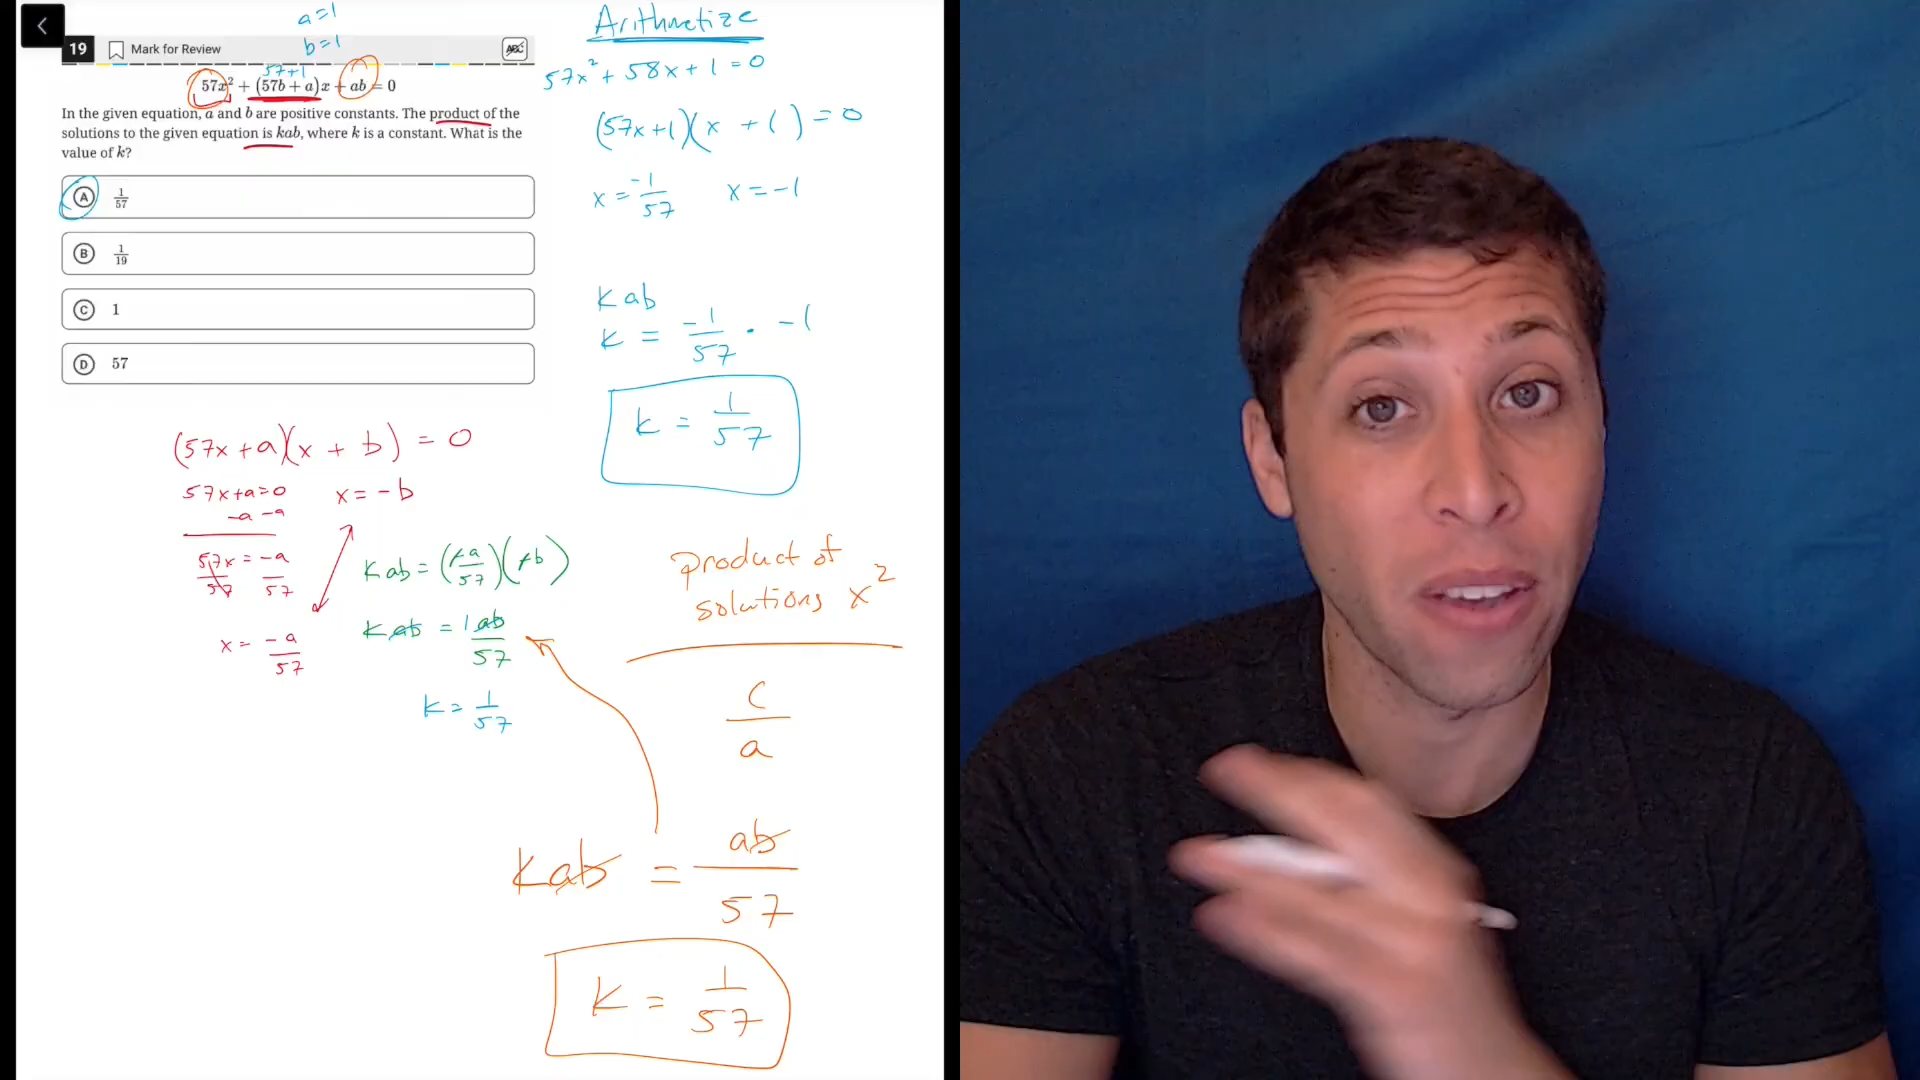 a=1
b=1
19 Mark for Review ABC
57+1
57x² + (57b + a)x + ab = 0
In the given equation, a and b are positive constants. The product of the
solutions to the given equation is kab, where k is a constant. What is the
value of k?
A 1/57
B 1/19
C 1
D 57
(57x+a)(x + b) = 0
57x+a=0 x = -b
-a -a
57x = -a
57 57
x = -a/57
kab = (-a/57)(-b)
kab = 1ab/57
k = 1/57
Arithmetize
57x² + 58x + 1 = 0
(57x+1)(x + 1) = 0
x = -1/57 x = -1
kab
k = -1/57 · -1
k = 1/57
product of
solutions x²
c
a
kab = ab/57
k = 1/57